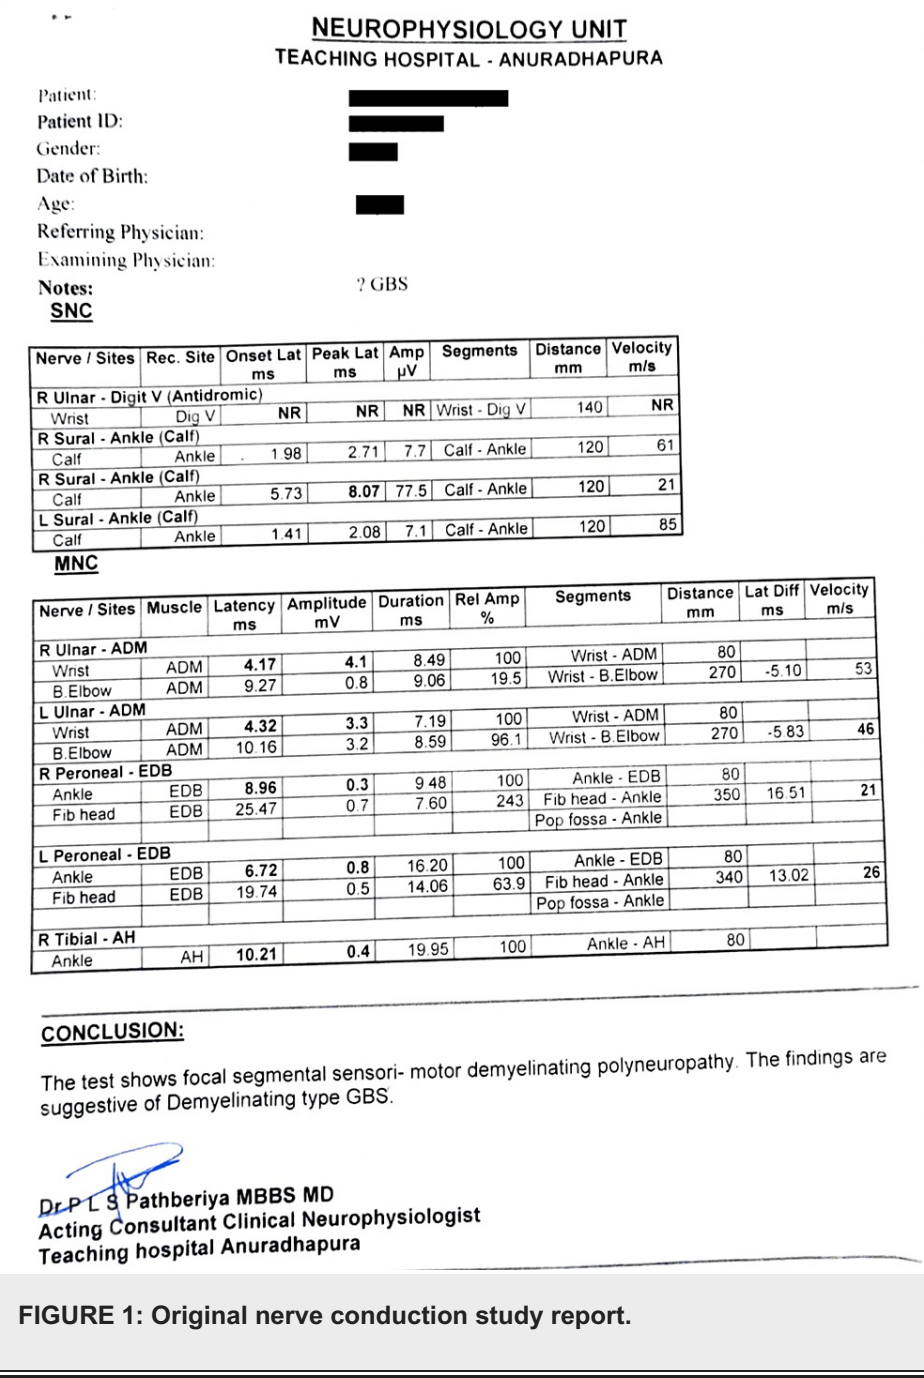 NEUROPHYSIOLOGY UNIT
TEACHING HOSPITAL - ANURADHAPURA
Patient:
Patient ID:
Gender:
Date of Birth:
Age:
Referring Physician:
Examining Physician:
Notes: ? GBS
SNC
Nerve / Sites Rec. Site Onset Lat Peak Lat Amp Segments Distance Velocity
ms ms µV mm m/s
R Ulnar - Digit V (Antidromic)
Wrist Dig V NR NR NR Wrist - Dig V 140 NR
R Sural - Ankle (Calf)
Calf Ankle 1.98 2.71 7.7 Calf - Ankle 120 61
R Sural - Ankle (Calf)
Calf Ankle 5.73 8.07 77.5 Calf - Ankle 120 21
L Sural - Ankle (Calf)
Calf Ankle 1.41 2.08 7.1 Calf - Ankle 120 85
MNC
Nerve / Sites Muscle Latency Amplitude Duration Rel Amp Segments Distance Lat Diff Velocity
ms mV ms % mm ms m/s
R Ulnar - ADM
Wrist ADM 4.17 4.1 8.49 100 Wrist - ADM 80
B.Elbow ADM 9.27 0.8 9.06 19.5 Wrist - B.Elbow 270 -5.10 53
L Ulnar - ADM
Wrist ADM 4.32 3.3 7.19 100 Wrist - ADM 80
B.Elbow ADM 10.16 3.2 8.59 96.1 Wrist - B.Elbow 270 -5.83 46
R Peroneal - EDB
Ankle EDB 8.96 0.3 9.48 100 Ankle - EDB 80
Fib head EDB 25.47 0.7 7.60 243 Fib head - Ankle 350 16.51 21
Pop fossa - Ankle
L Peroneal - EDB
Ankle EDB 6.72 0.8 16.20 100 Ankle - EDB 80
Fib head EDB 19.74 0.5 14.06 63.9 Fib head - Ankle 340 13.02 26
Pop fossa - Ankle
R Tibial - AH
Ankle AH 10.21 0.4 19.95 100 Ankle - AH 80
CONCLUSION:
The test shows focal segmental sensori- motor demyelinating polyneuropathy. The findings are
suggestive of Demyelinating type GBS.
Dr.P L S Pathberiya MBBS MD
Acting Consultant Clinical Neurophysiologist
Teaching hospital Anuradhapura
FIGURE 1: Original nerve conduction study report.